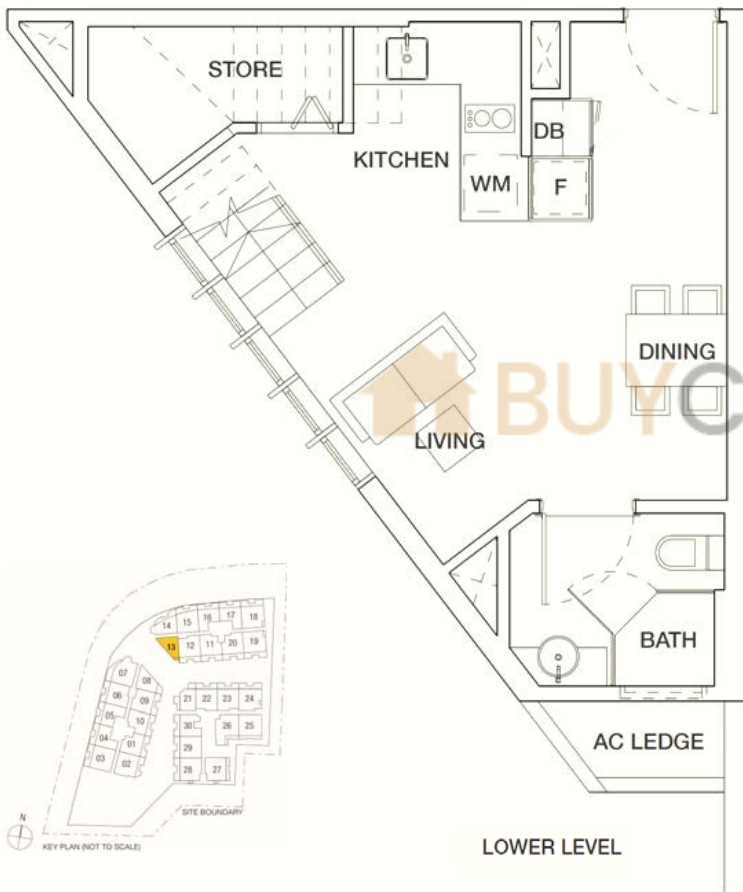 STORE
KITCHEN
DB
WM
F
DINING
BUYC
LIVING
BATH
AC LEDGE
LOWER LEVEL
14
15
16
17
18
13
12
11
20
19
07
08
06
09
05
10
04
01
03
02
21
22
23
24
30
26
25
29
28
27
SITE BOUNDARY
N
KEY PLAN (NOT TO SCALE)